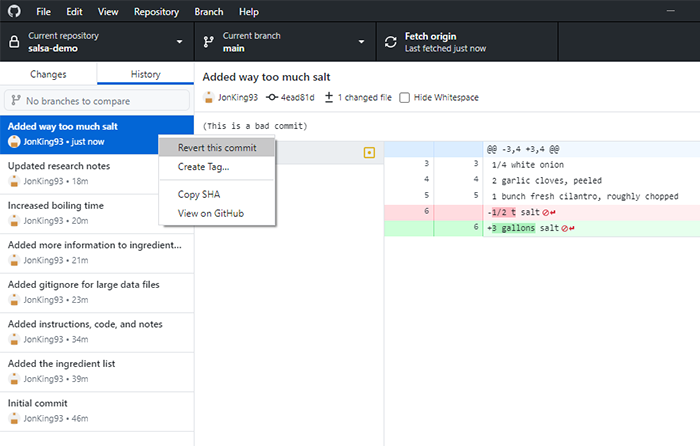 File Edit View Repository Branch Help
Current repository
salsa-demo
Current branch
main
Fetch origin
Last fetched just now
Changes
History
No branches to compare
Added way too much salt
JonKing93 • just now
Updated research notes
JonKing93 • 18m
Increased boiling time
JonKing93 • 20m
Added more information to ingredient...
JonKing93 • 21m
Added gitignore for large data files
JonKing93 • 23m
Added instructions, code, and notes
JonKing93 • 34m
Added the ingredient list
JonKing93 • 39m
Initial commit
JonKing93 • 46m
Revert this commit
Create Tag...
Copy SHA
View on GitHub
Added way too much salt
JonKing93 4ead81d 1 changed file Hide Whitespace
(This is a bad commit)
@@ -3,4 +3,4 @@
3 3 1/4 white onion
4 4 2 garlic cloves, peeled
5 5 1 bunch fresh cilantro, roughly chopped
6 -1/2 t salt
6 +3 gallons salt